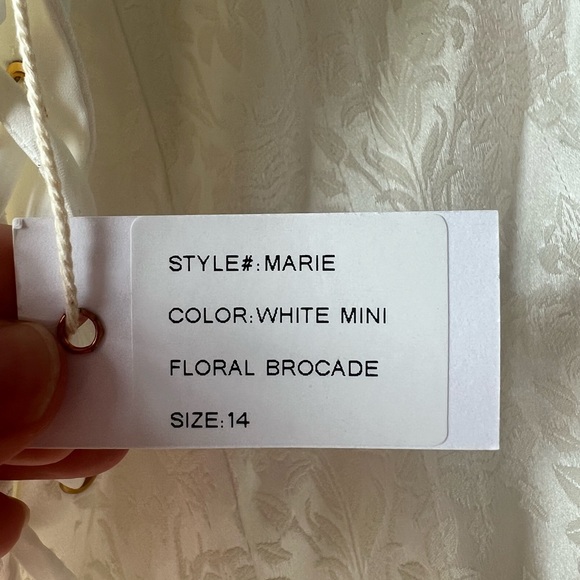 STYLE#:MARIE
COLOR:WHITE MINI
FLORAL BROCADE
SIZE:14